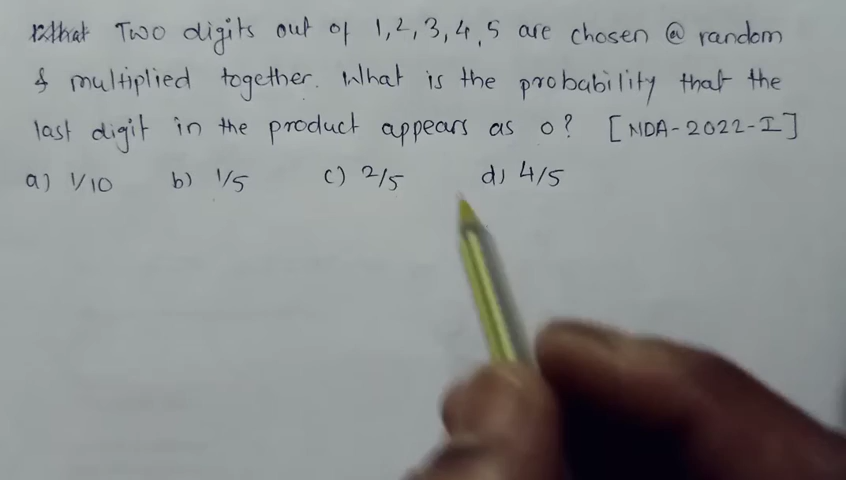 Two digits out of 1, 2, 3, 4, 5 are chosen @ random
& multiplied together. What is the probability that the
last digit in the product appears as 0? [NDA-2022-I]
a) 1/10 b) 1/5 c) 2/5 d) 4/5